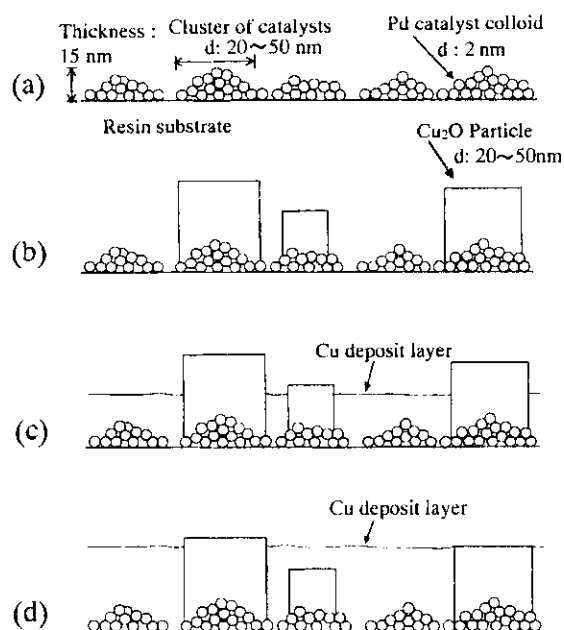 Thickness :
15 nm
Cluster of catalysts
d: 20~50 nm
Pd catalyst colloid
d : 2 nm
(a)
Resin substrate
Cu₂O Particle
d: 20~50nm
(b)
Cu deposit layer
(c)
Cu deposit layer
(d)